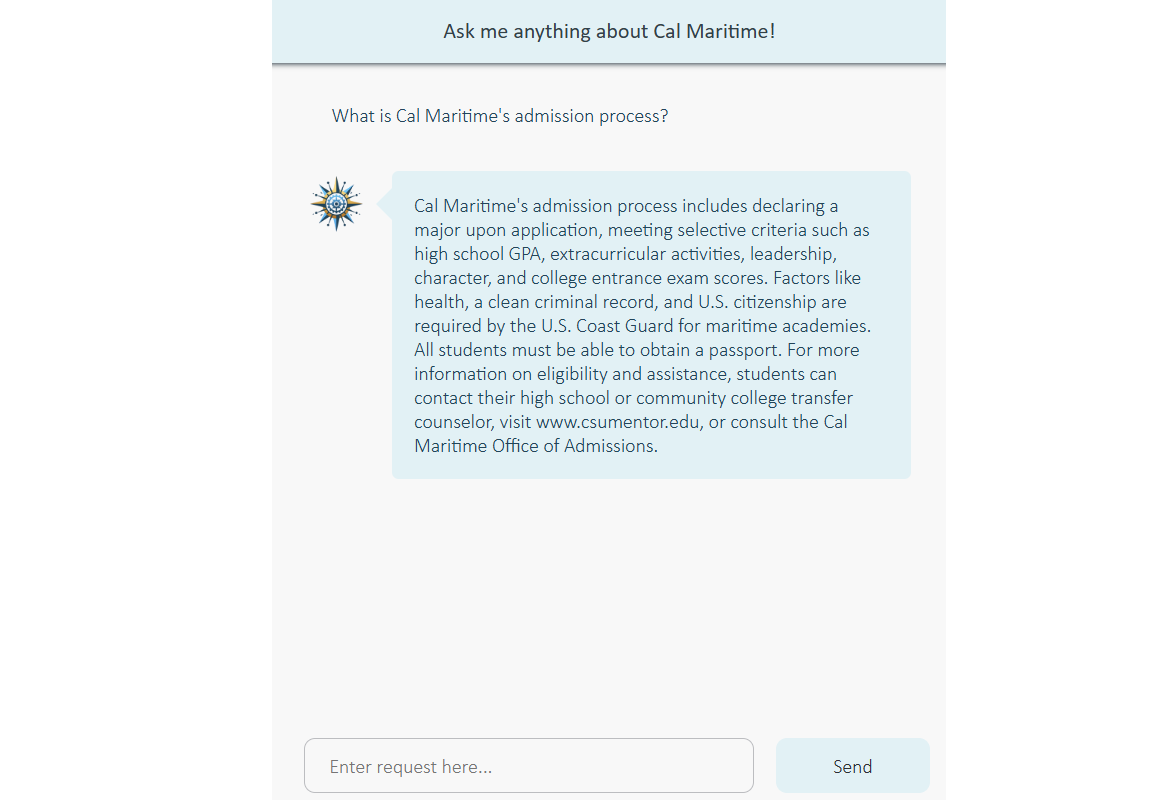 Ask me anything about Cal Maritime!
What is Cal Maritime's admission process?
Cal Maritime's admission process includes declaring a
major upon application, meeting selective criteria such as
high school GPA, extracurricular activities, leadership,
character, and college entrance exam scores. Factors like
health, a clean criminal record, and U.S. citizenship are
required by the U.S. Coast Guard for maritime academies.
All students must be able to obtain a passport. For more
information on eligibility and assistance, students can
contact their high school or community college transfer
counselor, visit www.csumentor.edu, or consult the Cal
Maritime Office of Admissions.
Enter request here...
Send